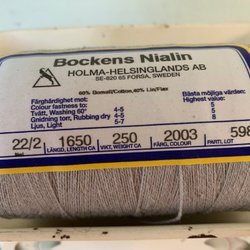 Bockens Nialin
HOLMA-HELSINGLANDS AB
SE-820 65 FORSA, SWEDEN
60% Bomull/Cotton,40% Lin/Flax
Färghärdighet mot: Bästa möjliga värden:
Colour fastness to: Highest value:
Tvätt, Washing 60° 4-5 5
Gnidning torr, Rubbing dry 4-5 5
Ljus, Light 5-7 8
22/2 1650 250 2003 598
Nel LÄNGD, LENGTH CA VIKT, WEIGHT CA FÄRG, COLOUR PARTI, LOT